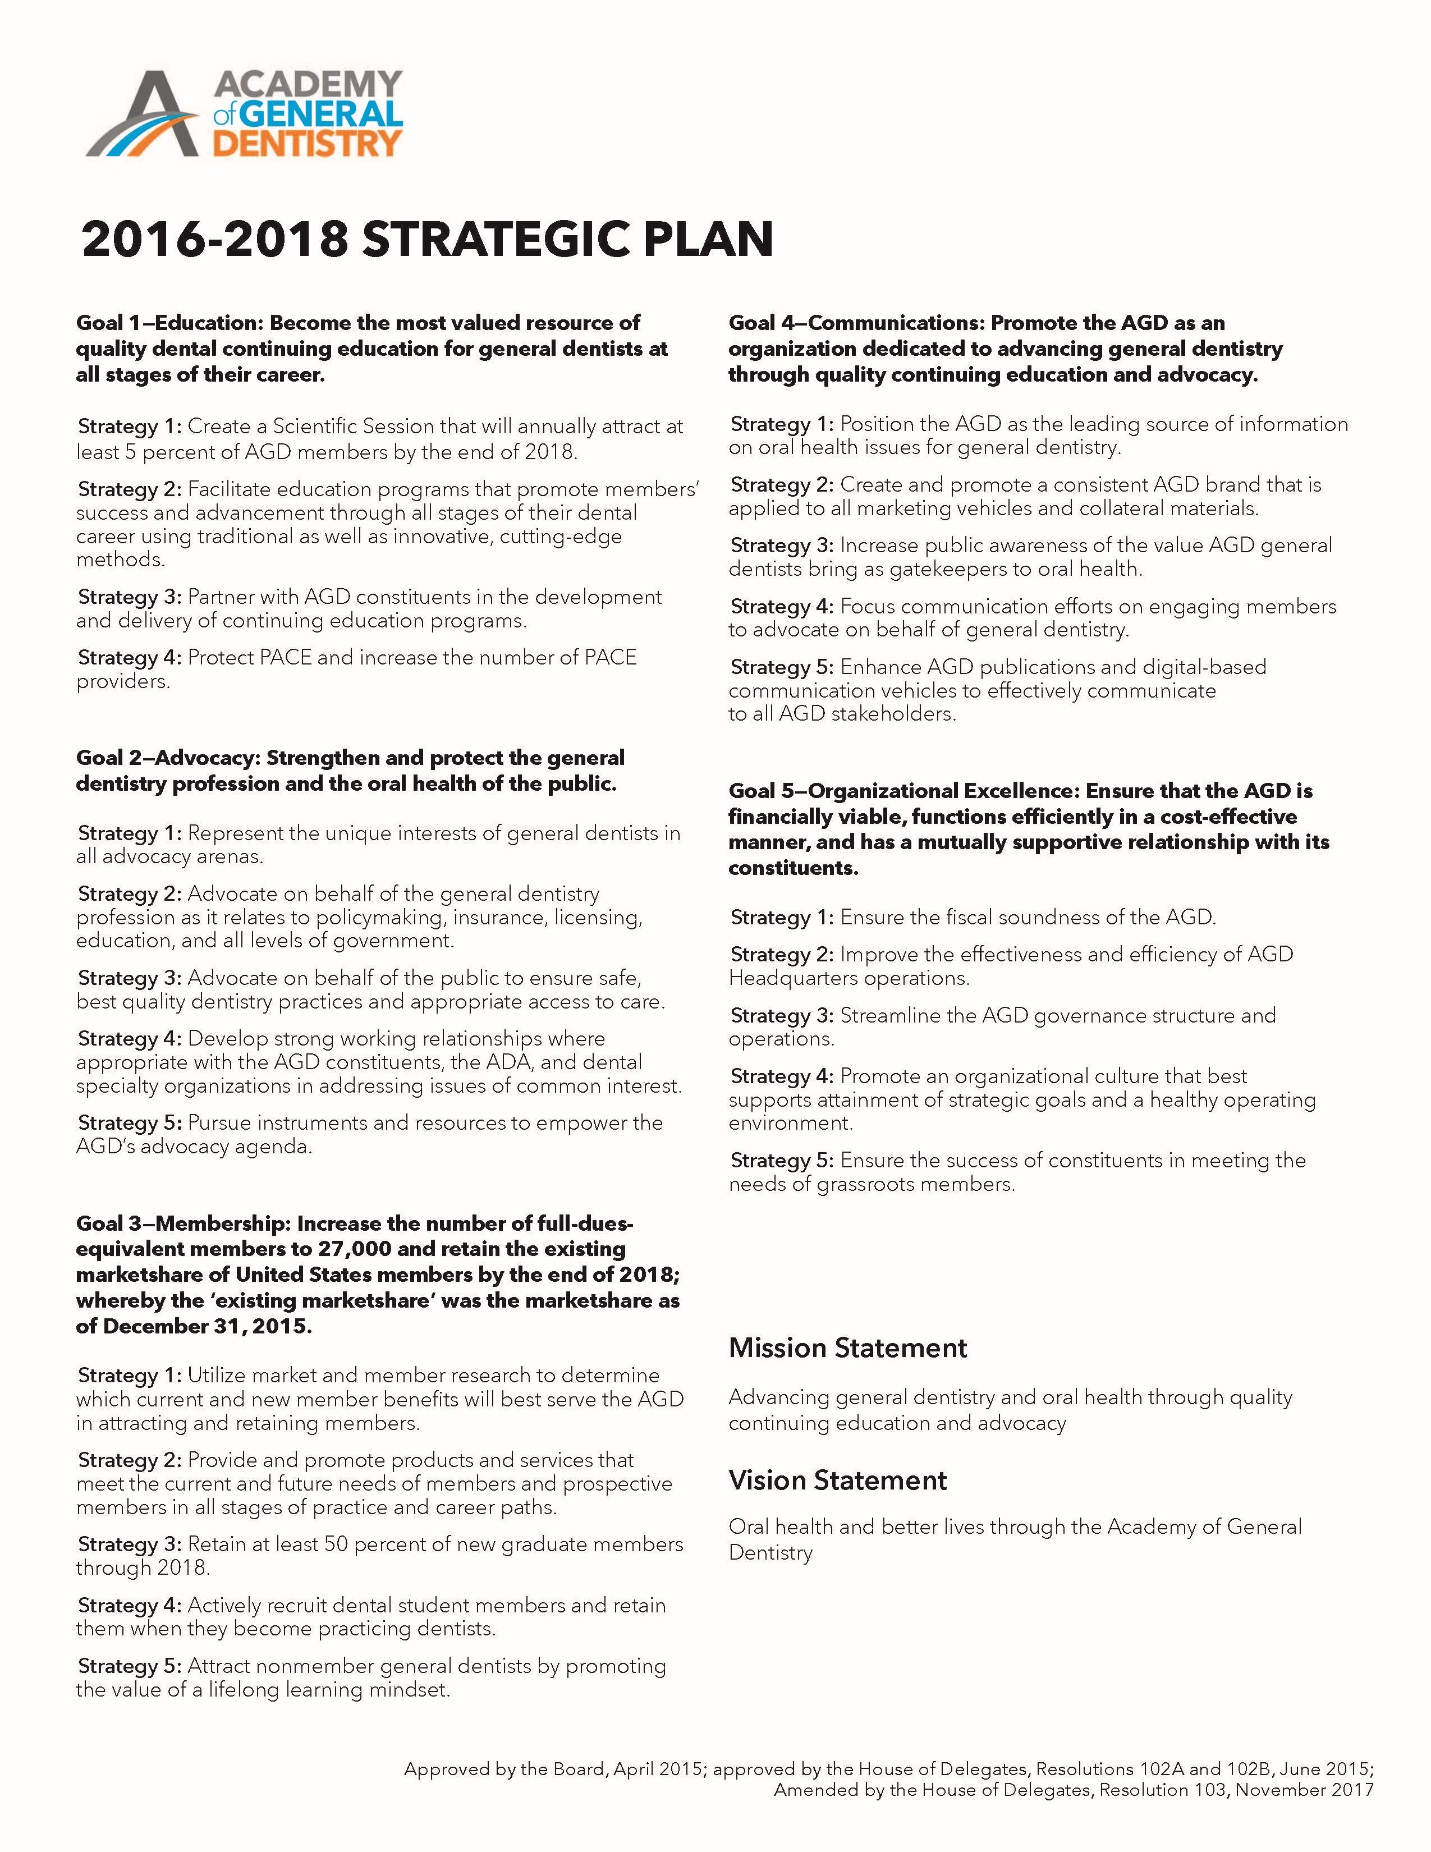 ACADEMY
of GENERAL
DENTISTRY
2016-2018 STRATEGIC PLAN
Goal 1—Education: Become the most valued resource of
quality dental continuing education for general dentists at
all stages of their career.
Strategy 1: Create a Scientific Session that will annually attract at
least 5 percent of AGD members by the end of 2018.
Strategy 2: Facilitate education programs that promote members’
success and advancement through all stages of their dental
career using traditional as well as innovative, cutting-edge
methods.
Strategy 3: Partner with AGD constituents in the development
and delivery of continuing education programs.
Strategy 4: Protect PACE and increase the number of PACE
providers.
Goal 2—Advocacy: Strengthen and protect the general
dentistry profession and the oral health of the public.
Strategy 1: Represent the unique interests of general dentists in
all advocacy arenas.
Strategy 2: Advocate on behalf of the general dentistry
profession as it relates to policymaking, insurance, licensing,
education, and all levels of government.
Strategy 3: Advocate on behalf of the public to ensure safe,
best quality dentistry practices and appropriate access to care.
Strategy 4: Develop strong working relationships where
appropriate with the AGD constituents, the ADA, and dental
specialty organizations in addressing issues of common interest.
Strategy 5: Pursue instruments and resources to empower the
AGD’s advocacy agenda.
Goal 3—Membership: Increase the number of full-dues-
equivalent members to 27,000 and retain the existing
marketshare of United States members by the end of 2018;
whereby the ‘existing marketshare’ was the marketshare as
of December 31, 2015.
Strategy 1: Utilize market and member research to determine
which current and new member benefits will best serve the AGD
in attracting and retaining members.
Strategy 2: Provide and promote products and services that
meet the current and future needs of members and prospective
members in all stages of practice and career paths.
Strategy 3: Retain at least 50 percent of new graduate members
through 2018.
Strategy 4: Actively recruit dental student members and retain
them when they become practicing dentists.
Strategy 5: Attract nonmember general dentists by promoting
the value of a lifelong learning mindset.
Goal 4—Communications: Promote the AGD as an
organization dedicated to advancing general dentistry
through quality continuing education and advocacy.
Strategy 1: Position the AGD as the leading source of information
on oral health issues for general dentistry.
Strategy 2: Create and promote a consistent AGD brand that is
applied to all marketing vehicles and collateral materials.
Strategy 3: Increase public awareness of the value AGD general
dentists bring as gatekeepers to oral health.
Strategy 4: Focus communication efforts on engaging members
to advocate on behalf of general dentistry.
Strategy 5: Enhance AGD publications and digital-based
communication vehicles to effectively communicate
to all AGD stakeholders.
Goal 5—Organizational Excellence: Ensure that the AGD is
financially viable, functions efficiently in a cost-effective
manner, and has a mutually supportive relationship with its
constituents.
Strategy 1: Ensure the fiscal soundness of the AGD.
Strategy 2: Improve the effectiveness and efficiency of AGD
Headquarters operations.
Strategy 3: Streamline the AGD governance structure and
operations.
Strategy 4: Promote an organizational culture that best
supports attainment of strategic goals and a healthy operating
environment.
Strategy 5: Ensure the success of constituents in meeting the
needs of grassroots members.
Mission Statement
Advancing general dentistry and oral health through quality
continuing education and advocacy
Vision Statement
Oral health and better lives through the Academy of General
Dentistry
Approved by the Board, April 2015; approved by the House of Delegates, Resolutions 102A and 102B, June 2015;
Amended by the House of Delegates, Resolution 103, November 2017